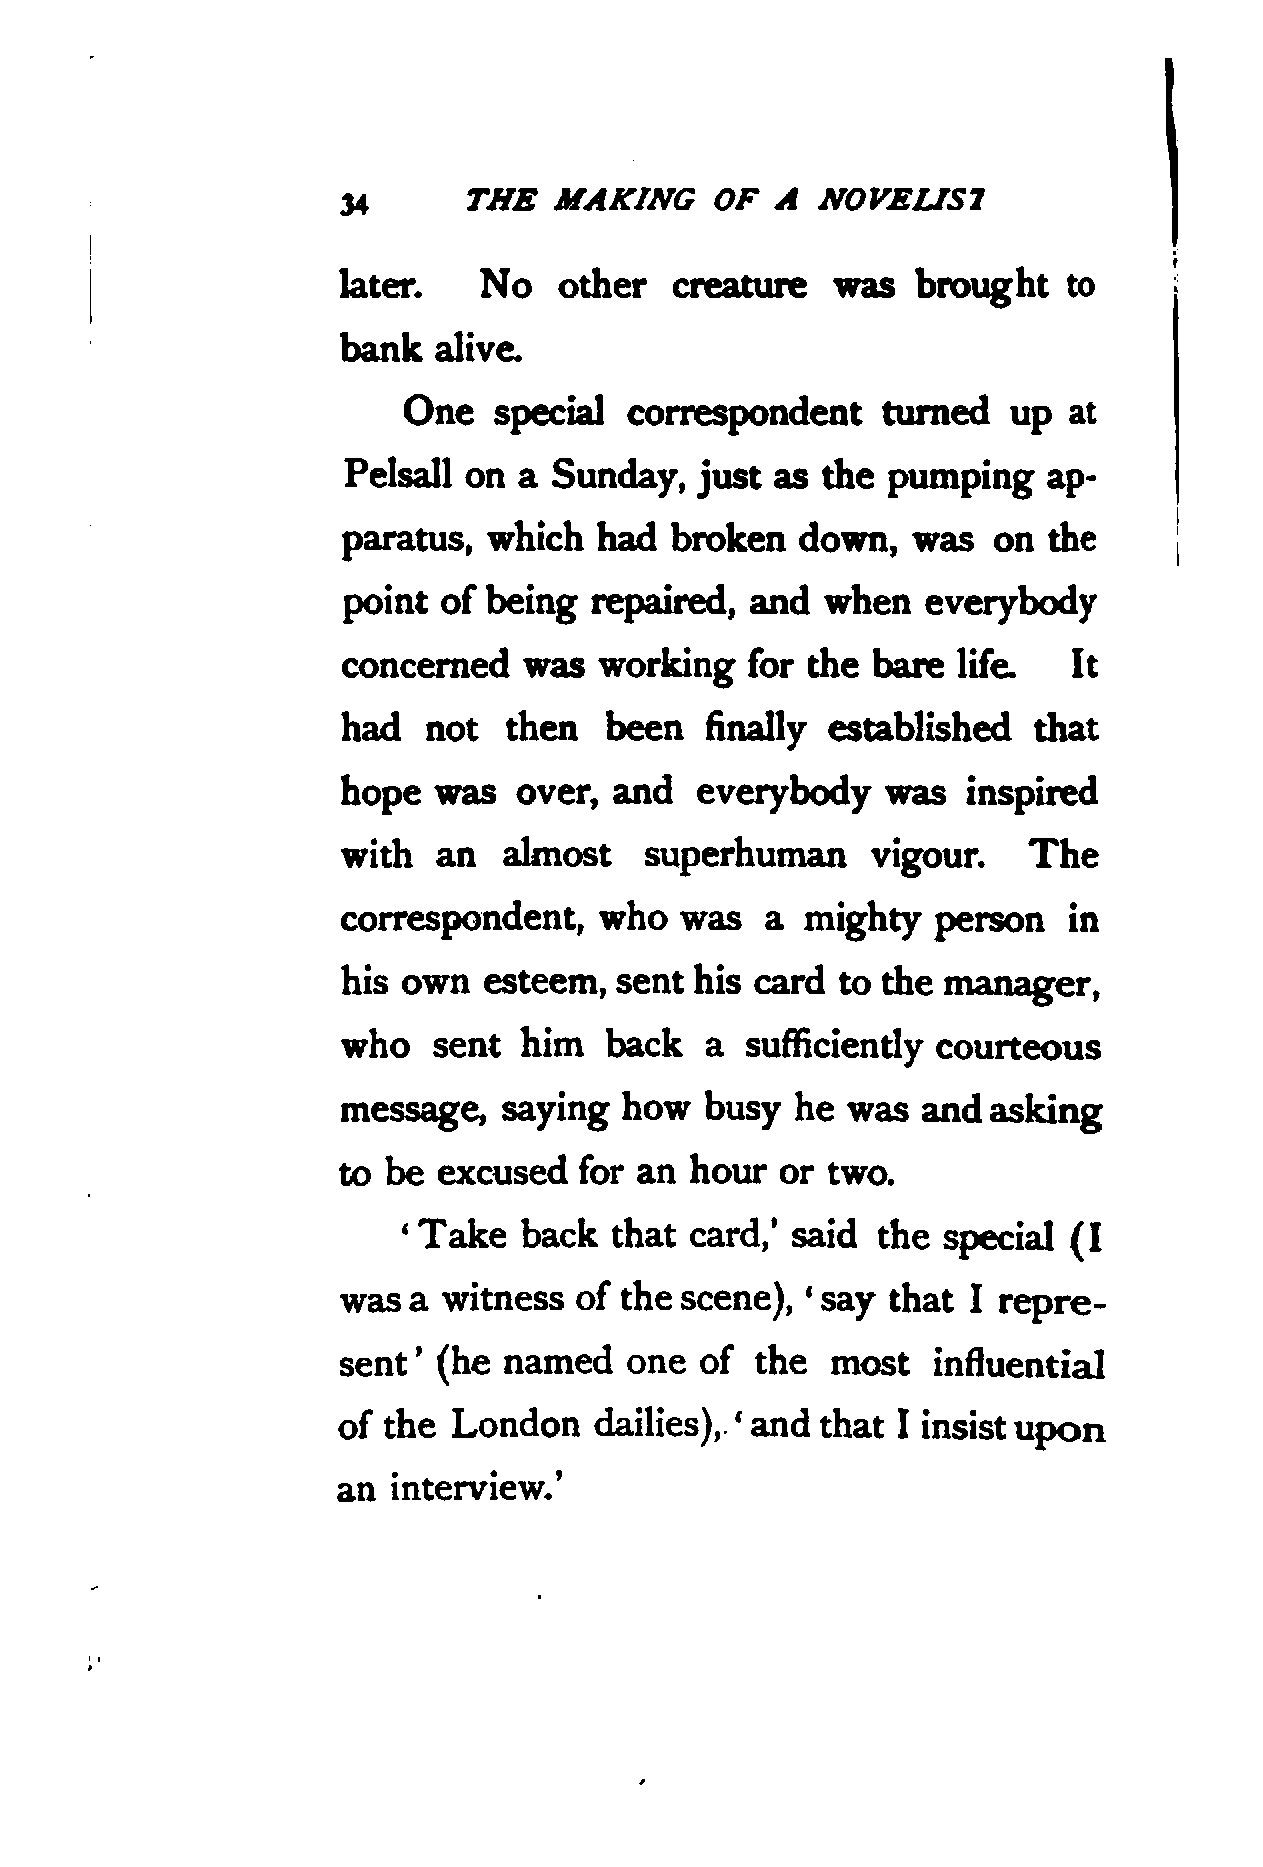 34 THE MAKING OF A NOVELIST
later. No other creature was brought to
bank alive.
One special correspondent turned up at
Pelsall on a Sunday, just as the pumping ap-
paratus, which had broken down, was on the
point of being repaired, and when everybody
concerned was working for the bare life. It
had not then been finally established that
hope was over, and everybody was inspired
with an almost superhuman vigour. The
correspondent, who was a mighty person in
his own esteem, sent his card to the manager,
who sent him back a sufficiently courteous
message, saying how busy he was and asking
to be excused for an hour or two.
‘Take back that card,’ said the special (I
was a witness of the scene), ‘say that I repre-
sent’ (he named one of the most influential
of the London dailies), ‘and that I insist upon
an interview.’